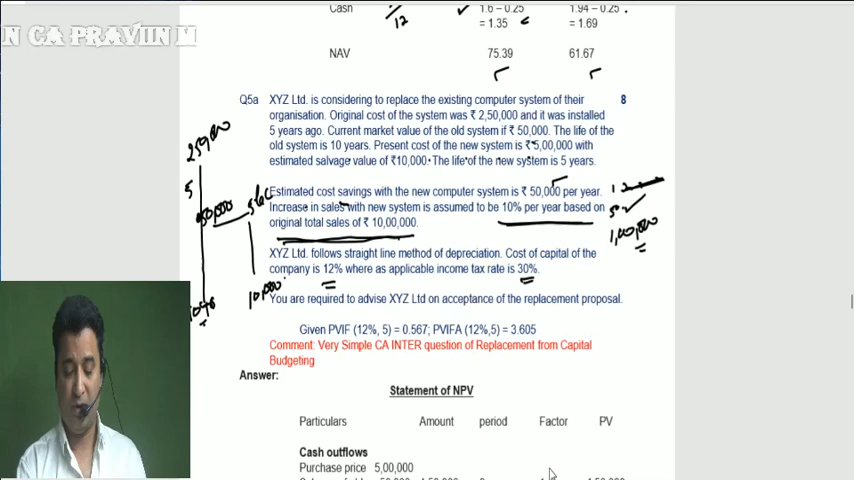 Cash
1.6 – 0.25
1.94 – 0.25
12
= 1.35
= 1.69
N CA PRAVIIN M
NAV
75.39
61.67
Q5a
XYZ Ltd. is considering to replace the existing computer system of their
8
organisation. Original cost of the system was ₹ 2,50,000 and it was installed
5 years ago. Current market value of the old system if ₹ 50,000. The life of the
old system is 10 years. Present cost of the new system is ₹ 5,00,000 with
estimated salvage value of ₹10,000. The life of the new system is 5 years.
Estimated cost savings with the new computer system is ₹ 50,000 per year.
Increase in sales with new system is assumed to be 10% per year based on
original total sales of ₹ 10,00,000.
5
1,00,000
10,000
XYZ Ltd. follows straight line method of depreciation. Cost of capital of the
company is 12% where as applicable income tax rate is 30%.
You are required to advise XYZ Ltd on acceptance of the replacement proposal.
Given PVIF (12%, 5) = 0.567; PVIFA (12%,5) = 3.605
Comment: Very Simple CA INTER question of Replacement from Capital
Budgeting
Answer:
Statement of NPV
Particulars
Amount
period
Factor
PV
Cash outflows
Purchase price 5,00,000